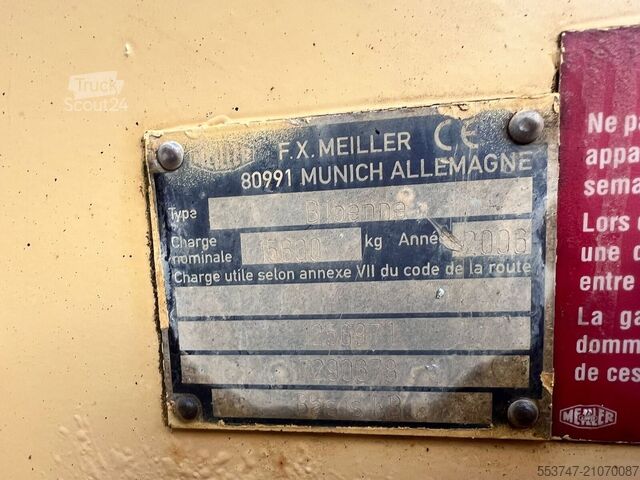 Truck
Scout24
MEILLER F.X. MEILLER CE
80991 MUNICH ALLEMAGNE
Type Bibenne
Charge nominale kg Année 2006
Charge utile selon annexe VII du code de la route
Ne pa
appa
sema
Lors
une d
entre
La ga
domm
de ces
MEILLER
553747-21070087